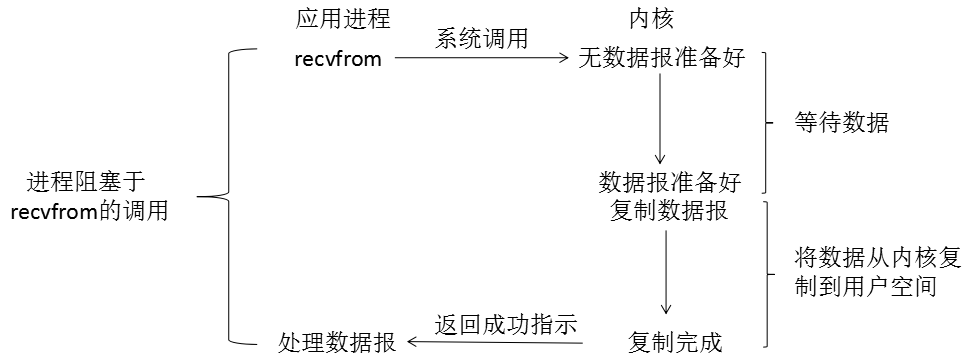 应用进程
内核
系统调用
recvfrom
无数据报准备好
等待数据
进程阻塞于
recvfrom的调用
数据报准备好
复制数据报
将数据从内核复
制到用户空间
返回成功指示
处理数据报
复制完成